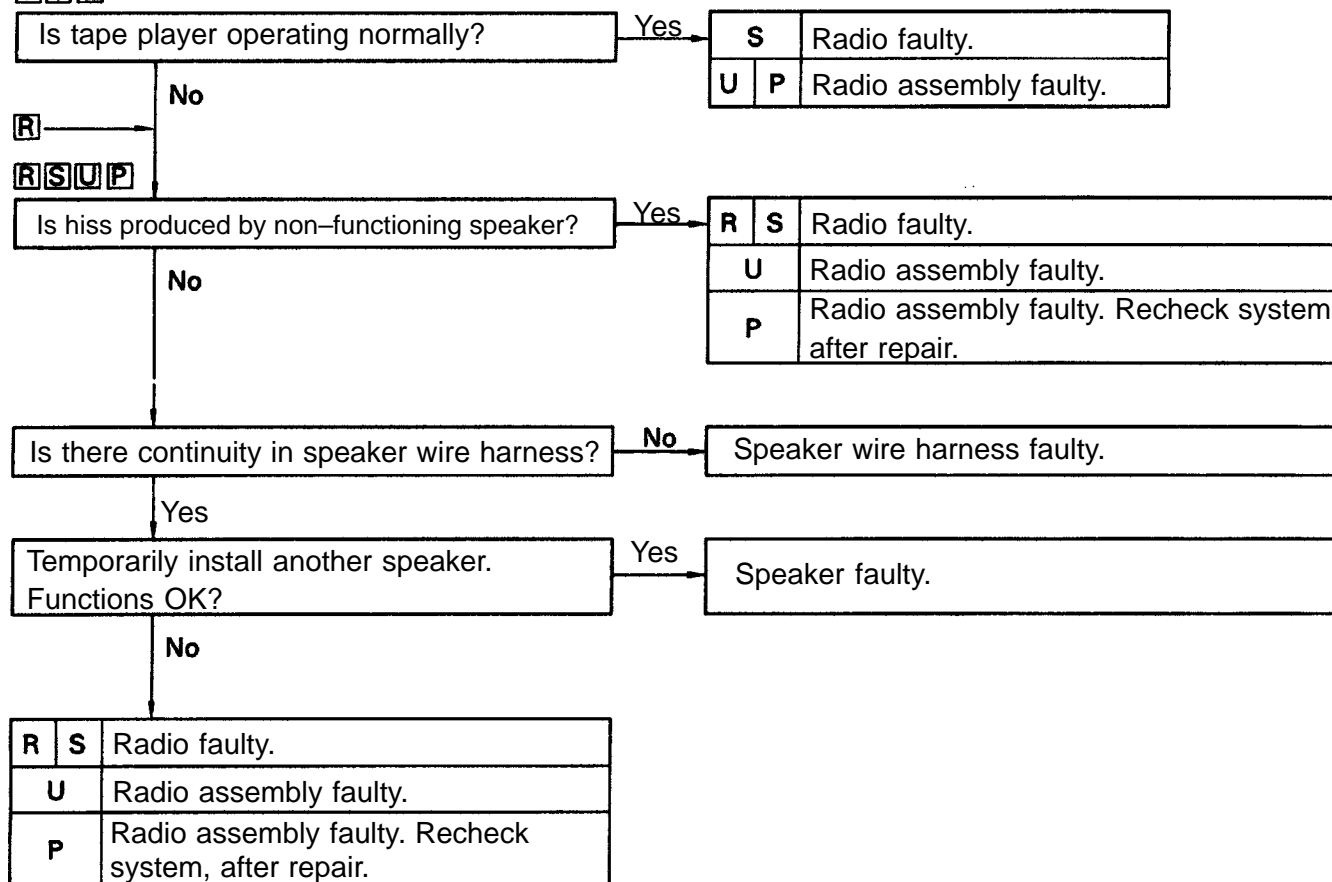 Is tape player operating normally?
Yes
S Radio faulty.
U P Radio assembly faulty.
No
R
R S U P
Is hiss produced by non–functioning speaker?
Yes
R S Radio faulty.
U Radio assembly faulty.
P Radio assembly faulty. Recheck system
after repair.
No
Is there continuity in speaker wire harness?
No
Speaker wire harness faulty.
Yes
Temporarily install another speaker.
Functions OK?
Yes
Speaker faulty.
No
R S Radio faulty.
U Radio assembly faulty.
P Radio assembly faulty. Recheck
system, after repair.